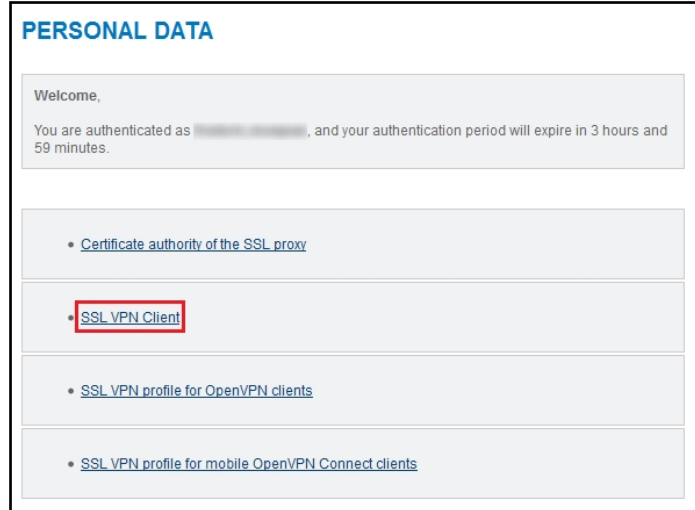 PERSONAL DATA
Welcome,
You are authenticated as , and your authentication period will expire in 3 hours and
59 minutes.
Certificate authority of the SSL proxy
SSL VPN Client
SSL VPN profile for OpenVPN clients
SSL VPN profile for mobile OpenVPN Connect clients